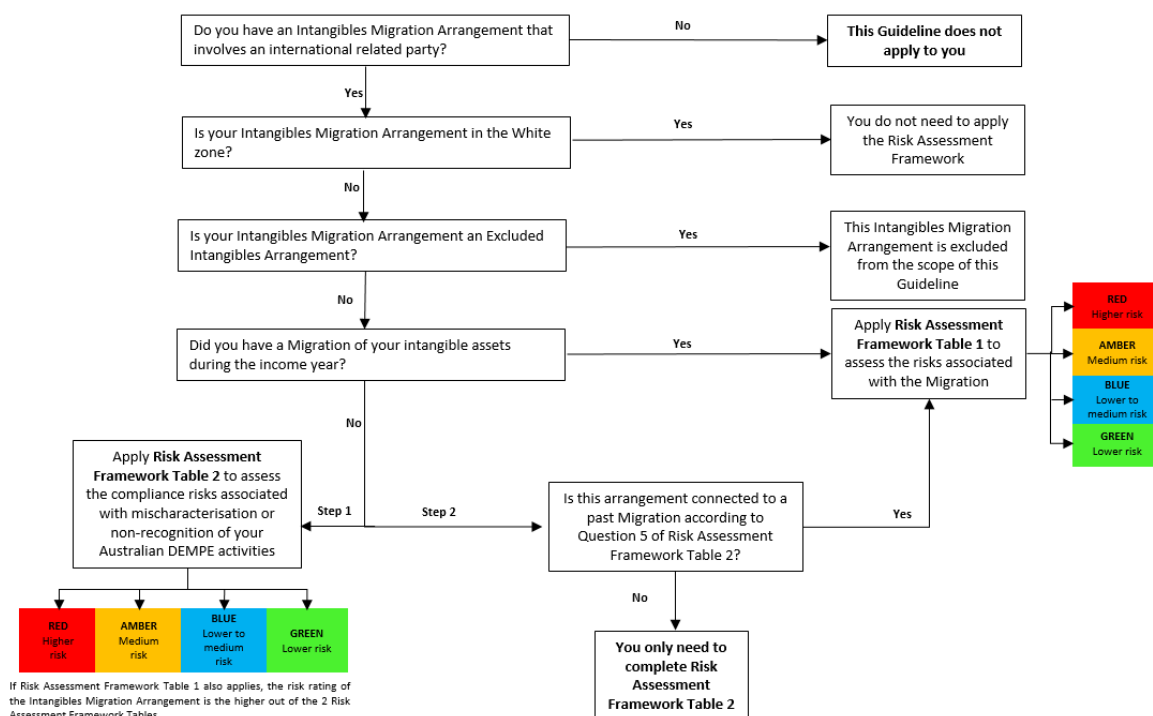 Do you have an Intangibles Migration Arrangement that
involves an international related party?
No
This Guideline does not
apply to you
Yes
Is your Intangibles Migration Arrangement in the White
zone?
Yes
You do not need to apply
the Risk Assessment
Framework
No
Is your Intangibles Migration Arrangement an Excluded
Intangibles Arrangement?
Yes
This Intangibles Migration
Arrangement is excluded
from the scope of this
Guideline
No
Did you have a Migration of your intangible assets
during the income year?
Yes
Apply Risk Assessment
Framework Table 1 to
assess the risks associated
with the Migration
RED
Higher risk
AMBER
Medium risk
BLUE
Lower to
medium risk
GREEN
Lower risk
No
Apply Risk Assessment
Framework Table 2 to assess
the compliance risks associated
with mischaracterisation or
non-recognition of your
Australian DEMPE activities
Step 1
Step 2
Is this arrangement connected to a
past Migration according to
Question 5 of Risk Assessment
Framework Table 2?
Yes
No
You only need to
complete Risk
Assessment
Framework Table 2
RED
Higher
risk
AMBER
Medium
risk
BLUE
Lower to
medium
risk
GREEN
Lower risk
If Risk Assessment Framework Table 1 also applies, the risk rating of
the Intangibles Migration Arrangement is the higher out of the 2 Risk
Assessment Framework Tables